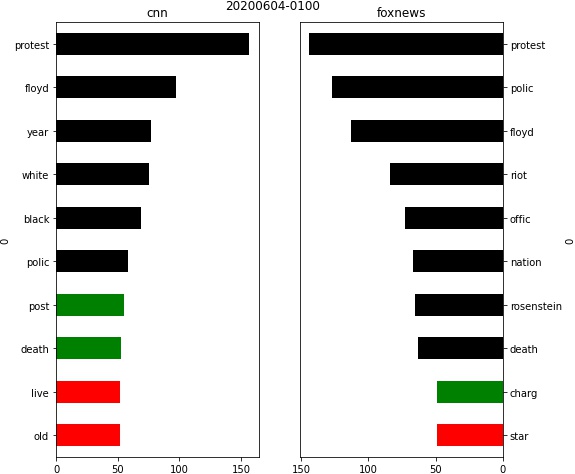 20200604-0100
cnn
foxnews
protest
floyd
year
white
black
polic
post
death
live
old
0
0 50 100 150
protest
polic
floyd
riot
offic
nation
rosenstein
death
charg
star
0
150 100 50 0